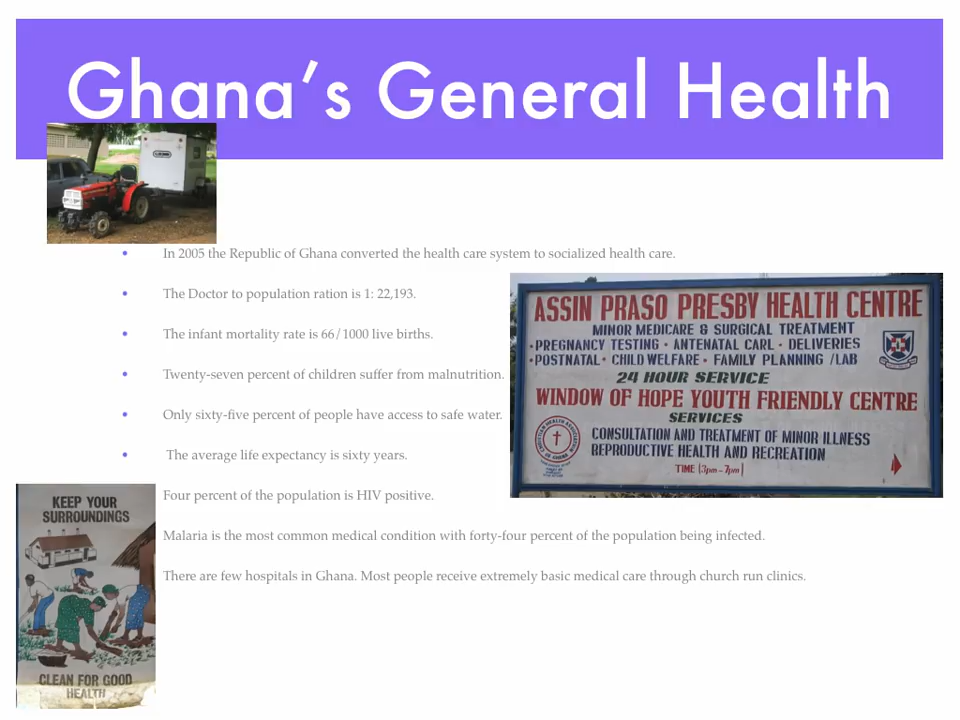 Ghana's General Health
• In 2005 the Republic of Ghana converted the health care system to socialized health care.
• The Doctor to population ration is 1: 22,193.
• The infant mortality rate is 66/1000 live births.
• Twenty-seven percent of children suffer from malnutrition.
• Only sixty-five percent of people have access to safe water.
• The average life expectancy is sixty years.
Four percent of the population is HIV positive.
Malaria is the most common medical condition with forty-four percent of the population being infected.
There are few hospitals in Ghana. Most people receive extremely basic medical care through church run clinics.
ASSIN PRASO PRESBY HEALTH CENTRE
MINOR MEDICARE & SURGICAL TREATMENT
• PREGNANCY TESTING • ANTENATAL CARL • DELIVERIES
• POSTNATAL • CHILD WELFARE • FAMILY PLANNING / LAB
24 HOUR SERVICE
WINDOW OF HOPE YOUTH FRIENDLY CENTRE
SERVICES
CONSULTATION AND TREATMENT OF MINOR ILLNESS
REPRODUCTIVE HEALTH AND RECREATION
TIME |3pm - 7pm|
CHRISTIAN HEALTH ASSOCIATION OF GHANA
KEEP YOUR
SURROUNDINGS
CLEAN FOR GOOD
HEALTH